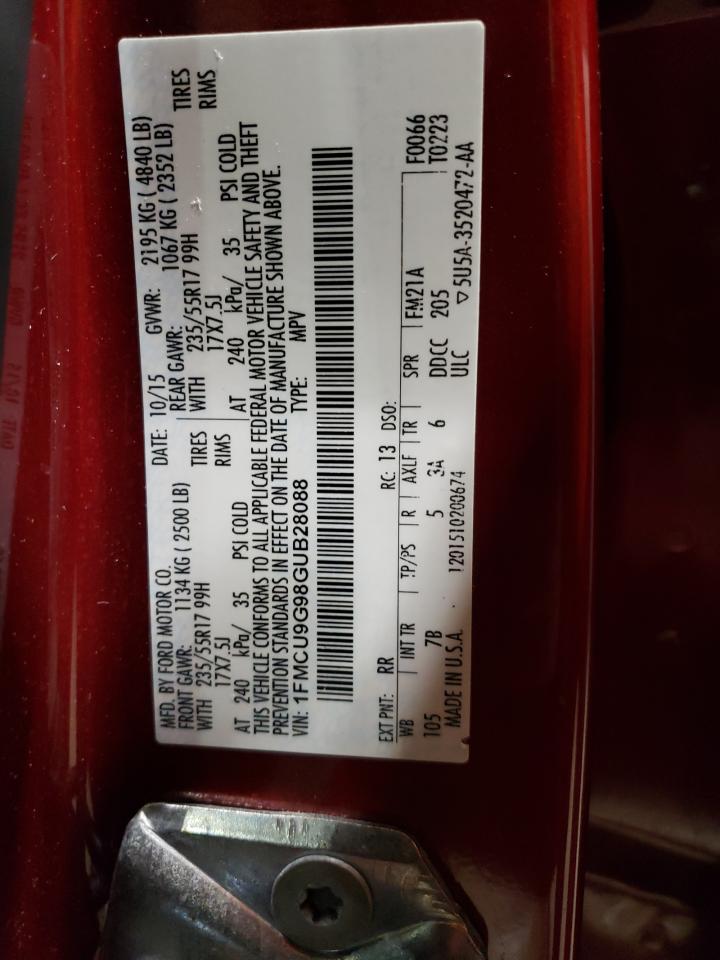 MFD. BY FORD MOTOR CO. DATE: 10/15 GVWR: 2195 KG ( 4840 LB)
FRONT GAWR: 1134 KG ( 2500 LB) REAR GAWR: 1067 KG ( 2352 LB)
WITH 235/55R17 99H TIRES WITH 235/55R17 99H TIRES
17X7.5J RIMS 17X7.5J RIMS
AT 240 kPa/ 35 PSI COLD AT 240 kPa/ 35 PSI COLD
THIS VEHICLE CONFORMS TO ALL APPLICABLE FEDERAL MOTOR VEHICLE SAFETY AND THEFT
PREVENTION STANDARDS IN EFFECT ON THE DATE OF MANUFACTURE SHOWN ABOVE.
VIN: 1FMCU9G98GUB28088 TYPE: MPV
EXT PNT: RR RC: 13 DSO: F0066
WB INT TR TP/PS R AXLE TR SPR FM21A T0223
105 7B 5 3A 6 DDCC 205
MADE IN U.S.A. 1201510200674 ULC ▽5U5A-3520472-AA